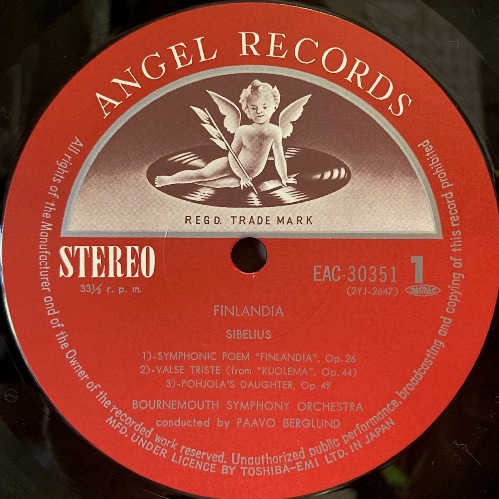 ANGEL RECORDS
REGD. TRADE MARK
STEREO
33⅓ r. p. m.
EAC-30351 1
(2YJ-2647)
FINLANDIA
SIBELIUS
1)-SYMPHONIC POEM "FINLANDIA", Op. 26
2)-VALSE TRISTE (from "KUOLEMA", Op. 44)
3)-POHJOLA'S DAUGHTER, Op. 49
BOURNEMOUTH SYMPHONY ORCHESTRA
conducted by PAAVO BERGLUND
All rights of the Manufacturer and of the Owner of the recorded work reserved. Unauthorized public performance, broadcasting and copying of this record prohibited
MFD. UNDER LICENCE BY TOSHIBA-EMI LTD. IN JAPAN